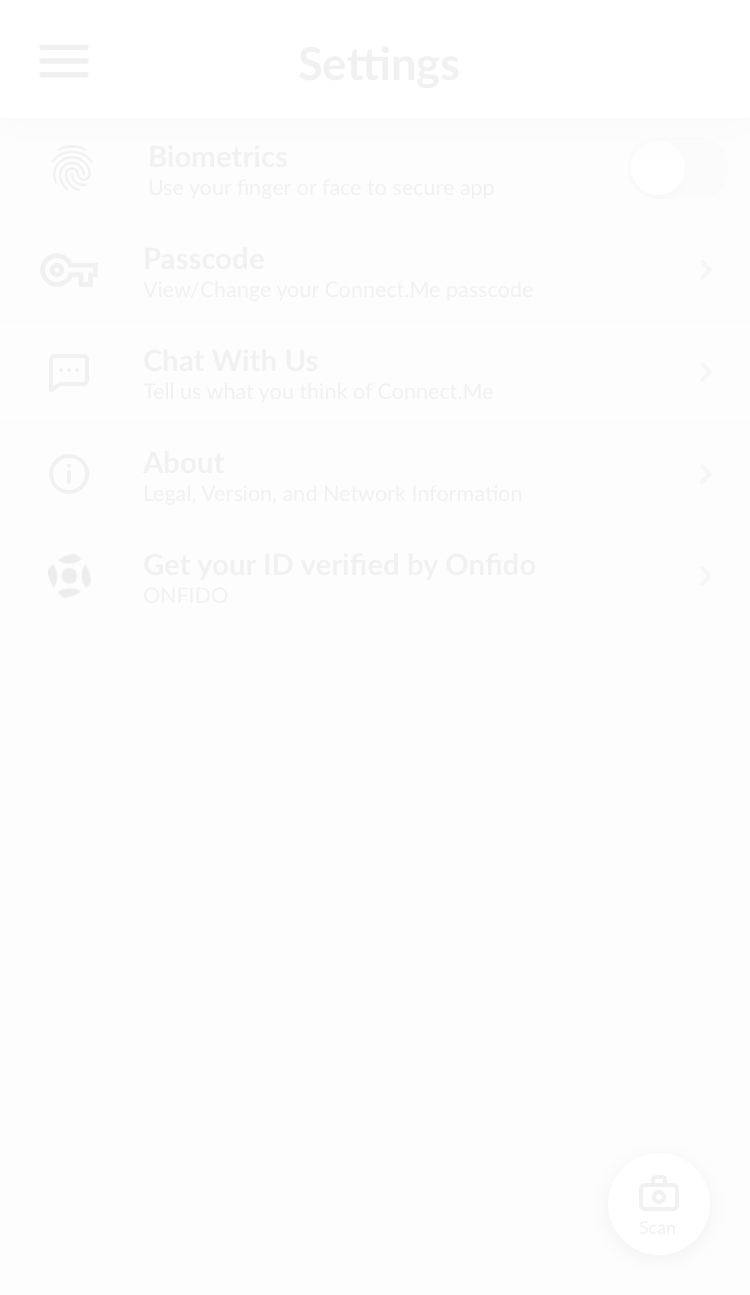 Settings
Biometrics
Use your finger or face to secure app
Passcode
View/Change your Connect.Me passcode
Chat With Us
Tell us what you think of Connect.Me
About
Legal, Version, and Network Information
Get your ID verified by Onfido
ONFIDO
Scan